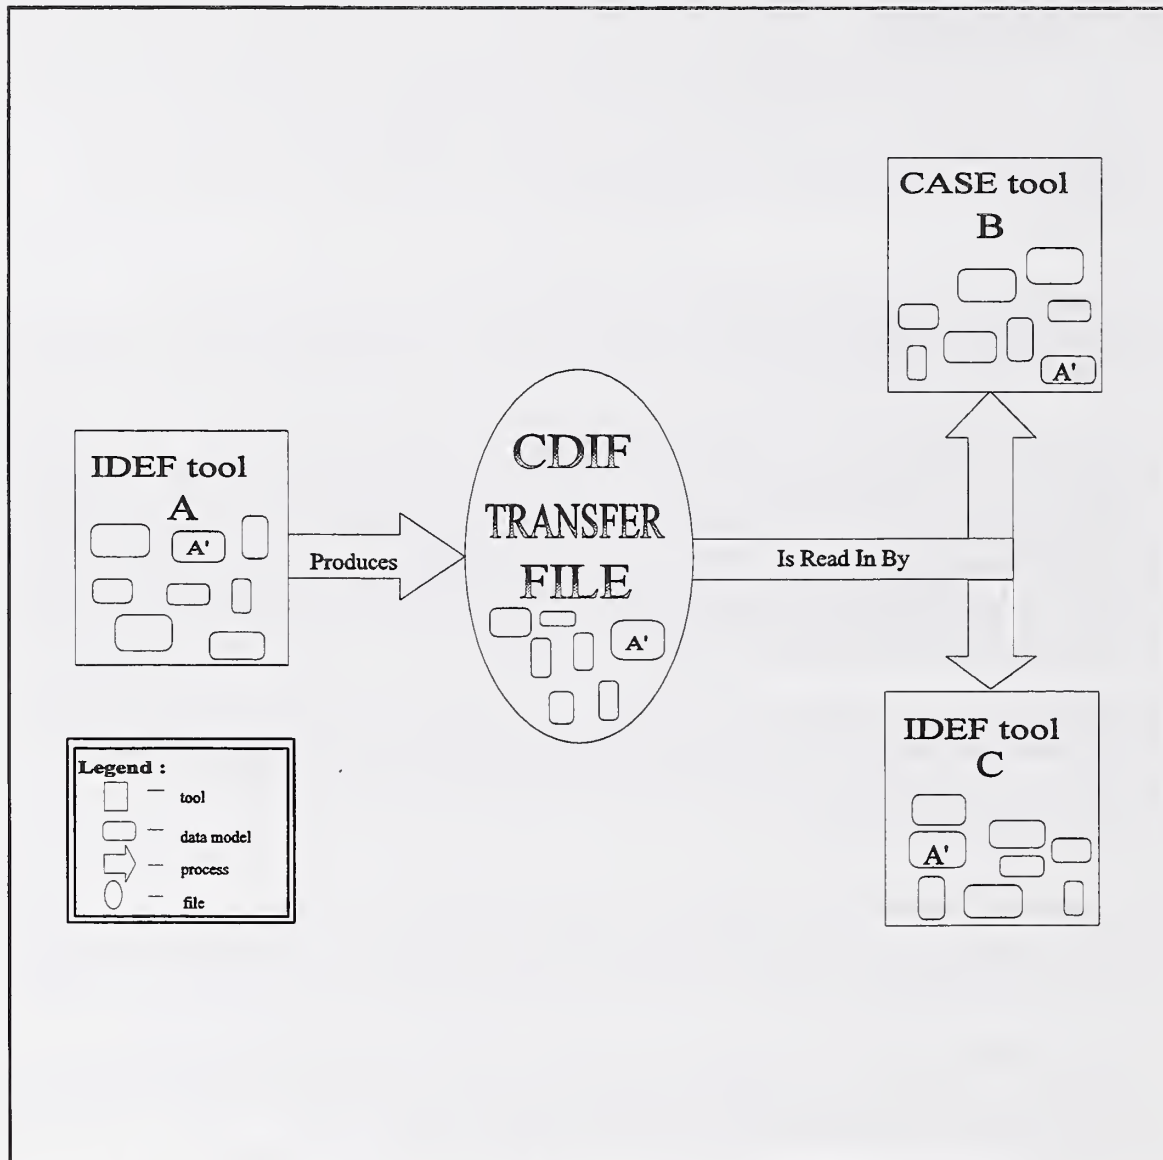 CASE tool
B
A'
IDEF tool
A
A'
Produces
CDIF
TRANSFER
FILE
A'
Is Read In By
IDEF tool
C
A'
Legend :
— tool
— data model
— process
— file